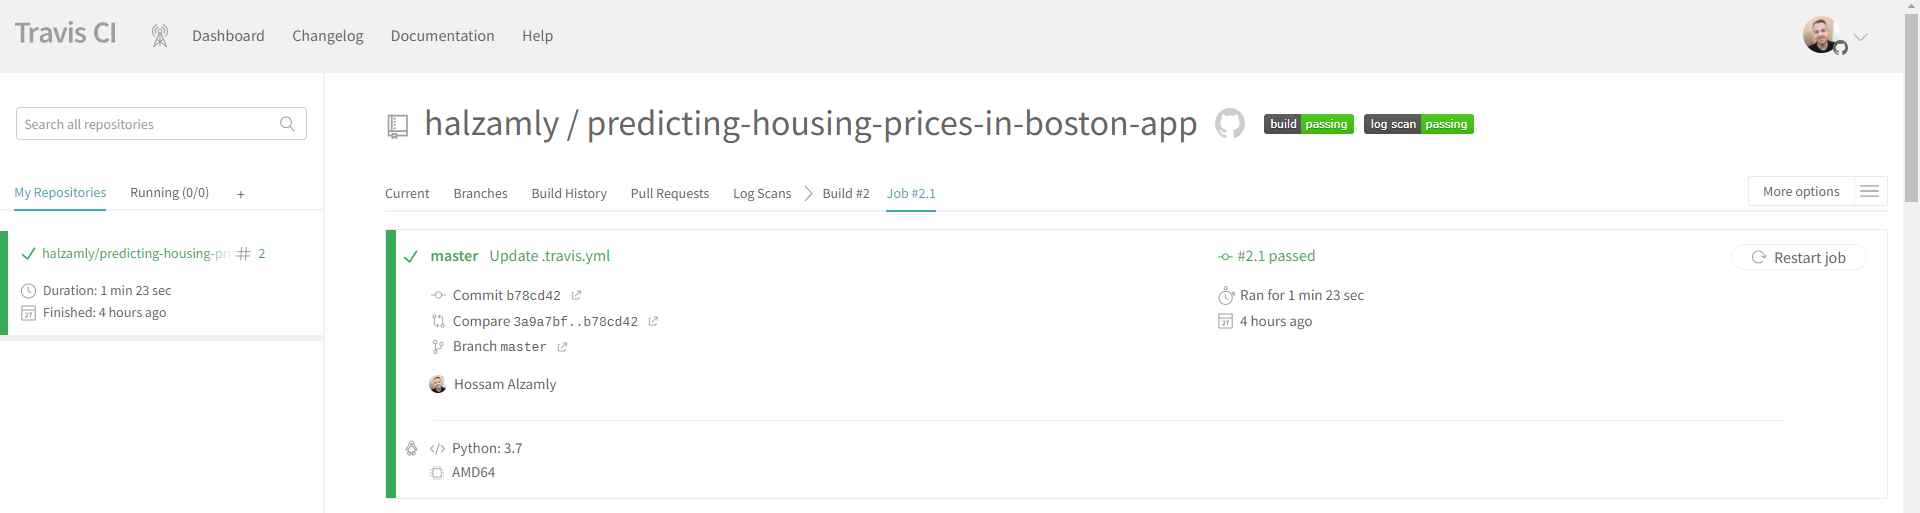 Travis CI
Dashboard Changelog Documentation Help
Search all repositories
My Repositories Running (0/0) +
halzamly/predicting-housing-pri # 2
Duration: 1 min 23 sec
Finished: 4 hours ago
halzamly / predicting-housing-prices-in-boston-app
build passing log scan passing
Current Branches Build History Pull Requests Log Scans Build #2 Job #2.1
More options
master Update .travis.yml
Commit b78cd42
Compare 3a9a7bf..b78cd42
Branch master
Hossam Alzamly
#2.1 passed
Ran for 1 min 23 sec
4 hours ago
Restart job
Python: 3.7
AMD64